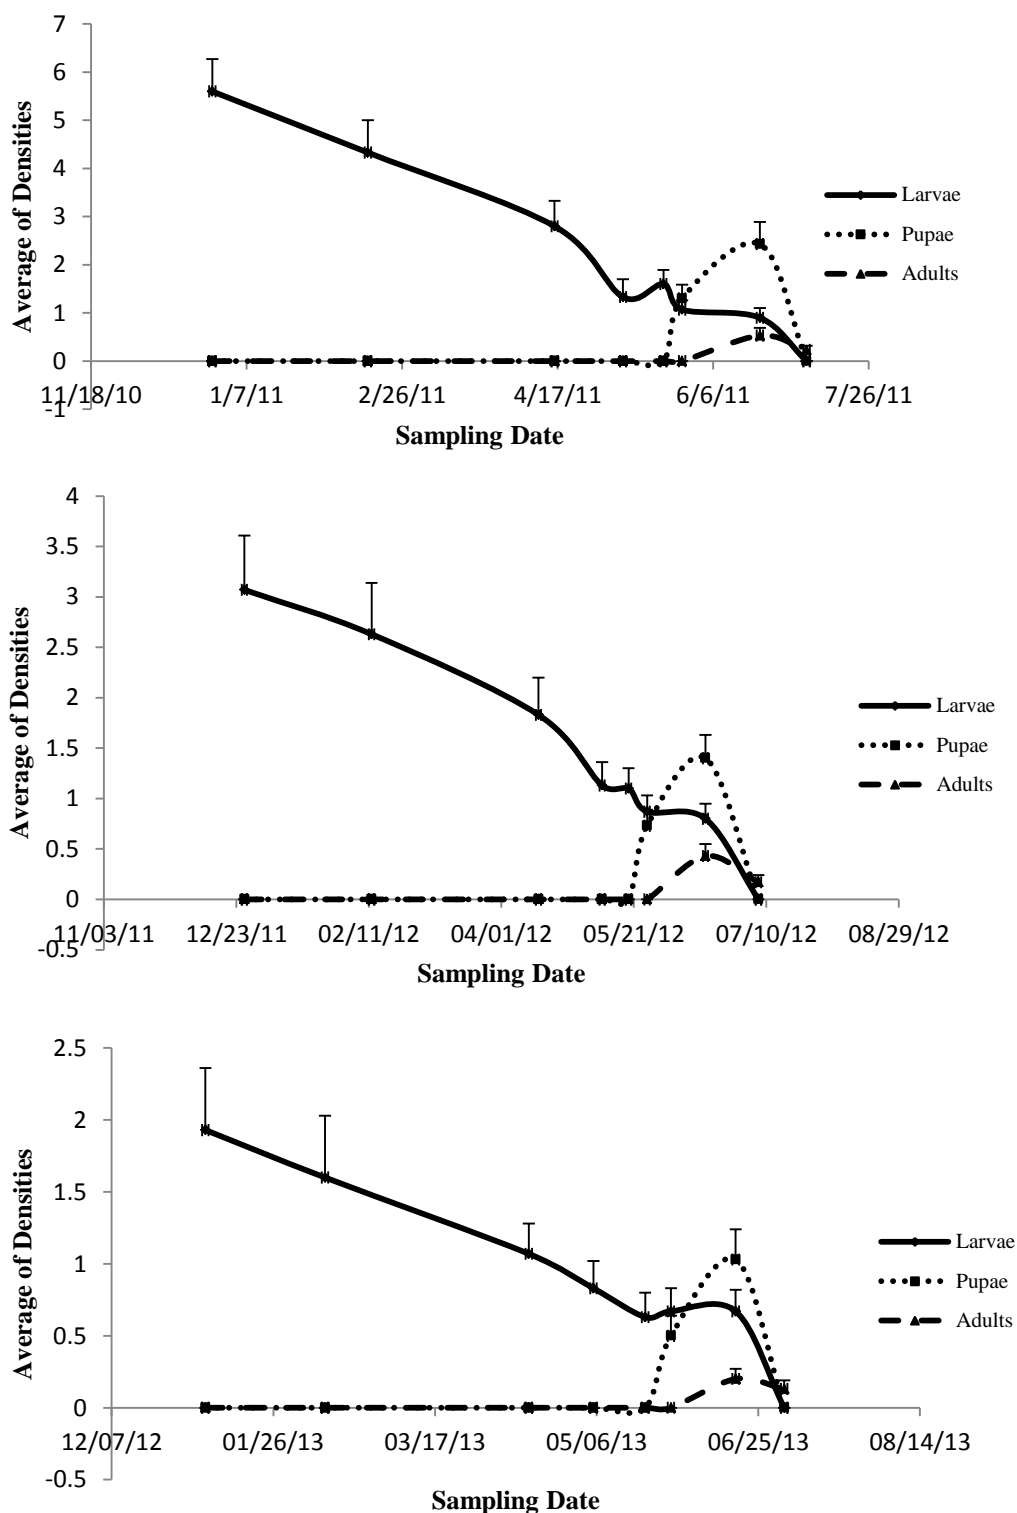 7
6
5
4
3
2
1
0
-1
Average of Densities
11/18/10 1/7/11 2/26/11 4/17/11 6/6/11 7/26/11
Sampling Date
Larvae
Pupae
Adults
4
3.5
3
2.5
2
1.5
1
0.5
0
-0.5
Average of Densities
11/03/11 12/23/11 02/11/12 04/01/12 05/21/12 07/10/12 08/29/12
Sampling Date
Larvae
Pupae
Adults
2.5
2
1.5
1
0.5
0
-0.5
Average of Densities
12/07/12 01/26/13 03/17/13 05/06/13 06/25/13 08/14/13
Sampling Date
Larvae
Pupae
Adults